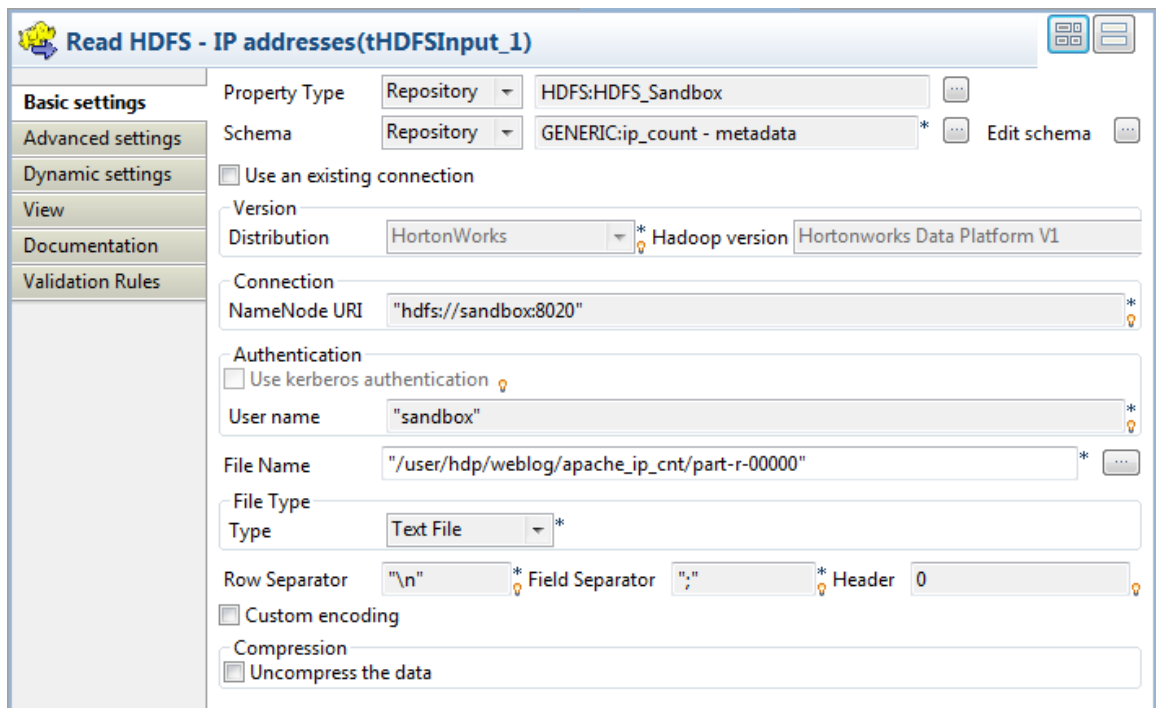 Read HDFS - IP addresses(tHDFSInput_1)
Basic settings
Advanced settings
Dynamic settings
View
Documentation
Validation Rules
Property Type Repository HDFS:HDFS_Sandbox ...
Schema Repository GENERIC:ip_count - metadata * ... Edit schema ...
Use an existing connection
Version
Distribution HortonWorks * Hadoop version Hortonworks Data Platform V1
Connection
NameNode URI "hdfs://sandbox:8020" *
Authentication
Use kerberos authentication
User name "sandbox" *
File Name "/user/hdp/weblog/apache_ip_cnt/part-r-00000" * ...
File Type
Type Text File *
Row Separator "\n" * Field Separator ";" * Header 0
Custom encoding
Compression
Uncompress the data